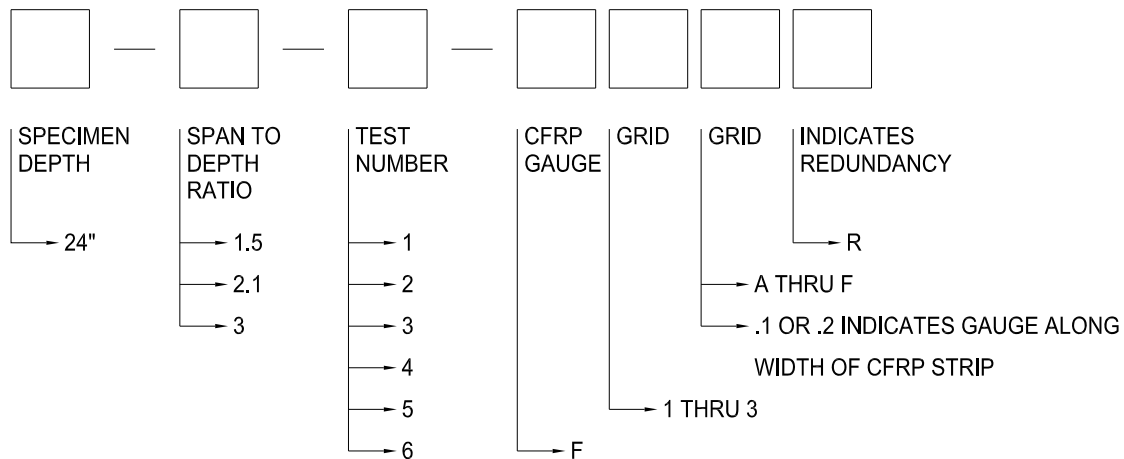 SPECIMEN DEPTH
SPAN TO DEPTH RATIO
TEST NUMBER
CFRP GAUGE
GRID
GRID
INDICATES REDUNDANCY
24"
1.5
2.1
3
1
2
3
4
5
6
F
1 THRU 3
A THRU F
.1 OR .2 INDICATES GAUGE ALONG
WIDTH OF CFRP STRIP
R